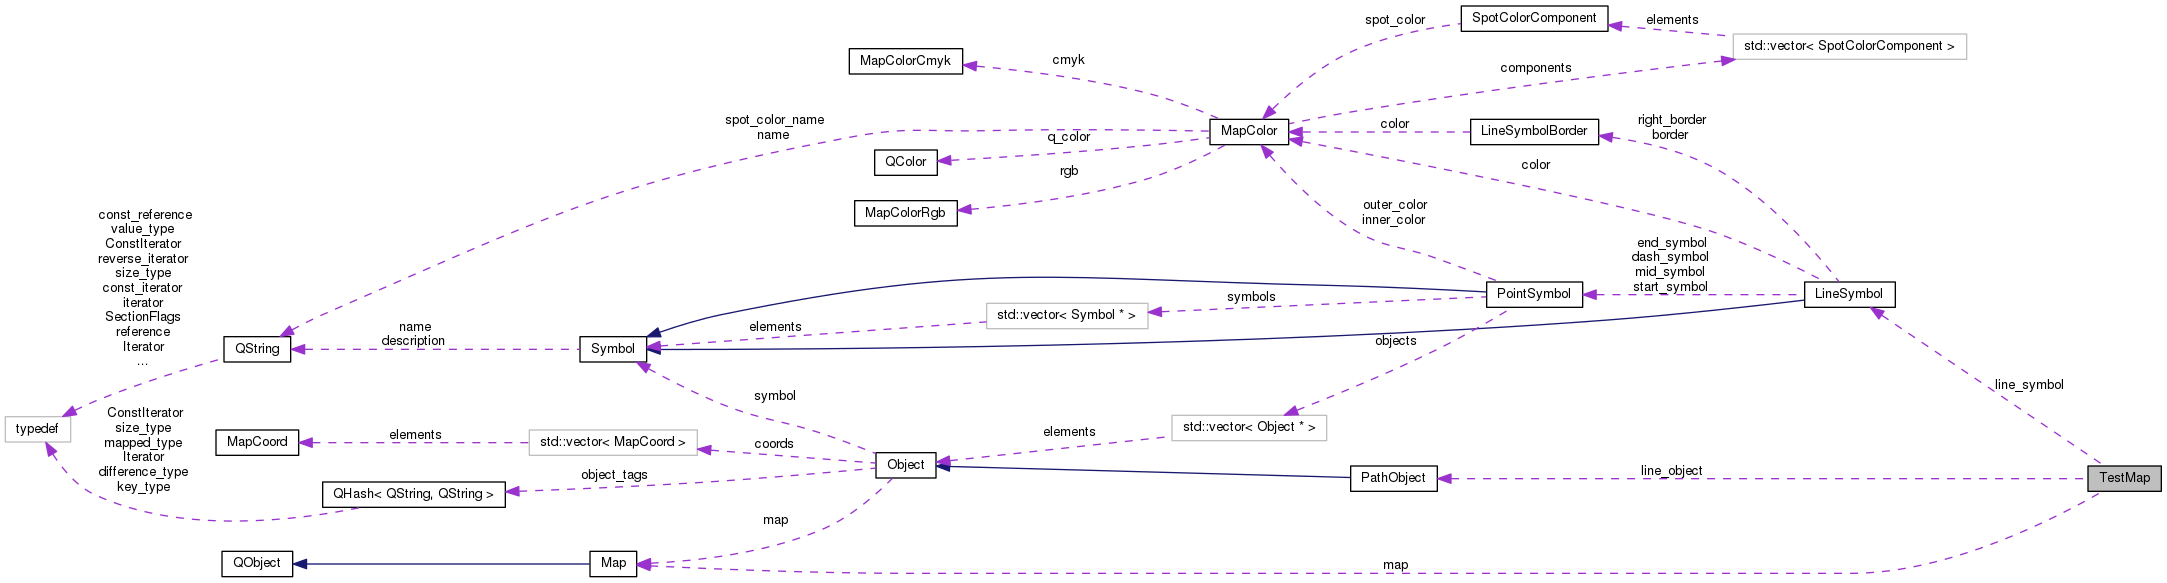 spot_color
SpotColorComponent
elements
std::vector< SpotColorComponent >
MapColorCmyk
cmyk
components
spot_color_name
name
MapColor
color
LineSymbolBorder
right_border
border
q_color
QColor
color
rgb
MapColorRgb
outer_color
inner_color
const_reference
value_type
ConstIterator
reverse_iterator
size_type
const_iterator
iterator
SectionFlags
reference
Iterator
...
end_symbol
dash_symbol
mid_symbol
start_symbol
PointSymbol
LineSymbol
symbols
std::vector< Symbol * >
elements
name
description
QString
Symbol
objects
line_symbol
symbol
typedef
ConstIterator
size_type
mapped_type
Iterator
difference_type
key_type
MapCoord
elements
std::vector< MapCoord >
coords
elements
std::vector< Object * >
Object
object_tags
QHash< QString, QString >
PathObject
line_object
TestMap
map
QObject
Map
map